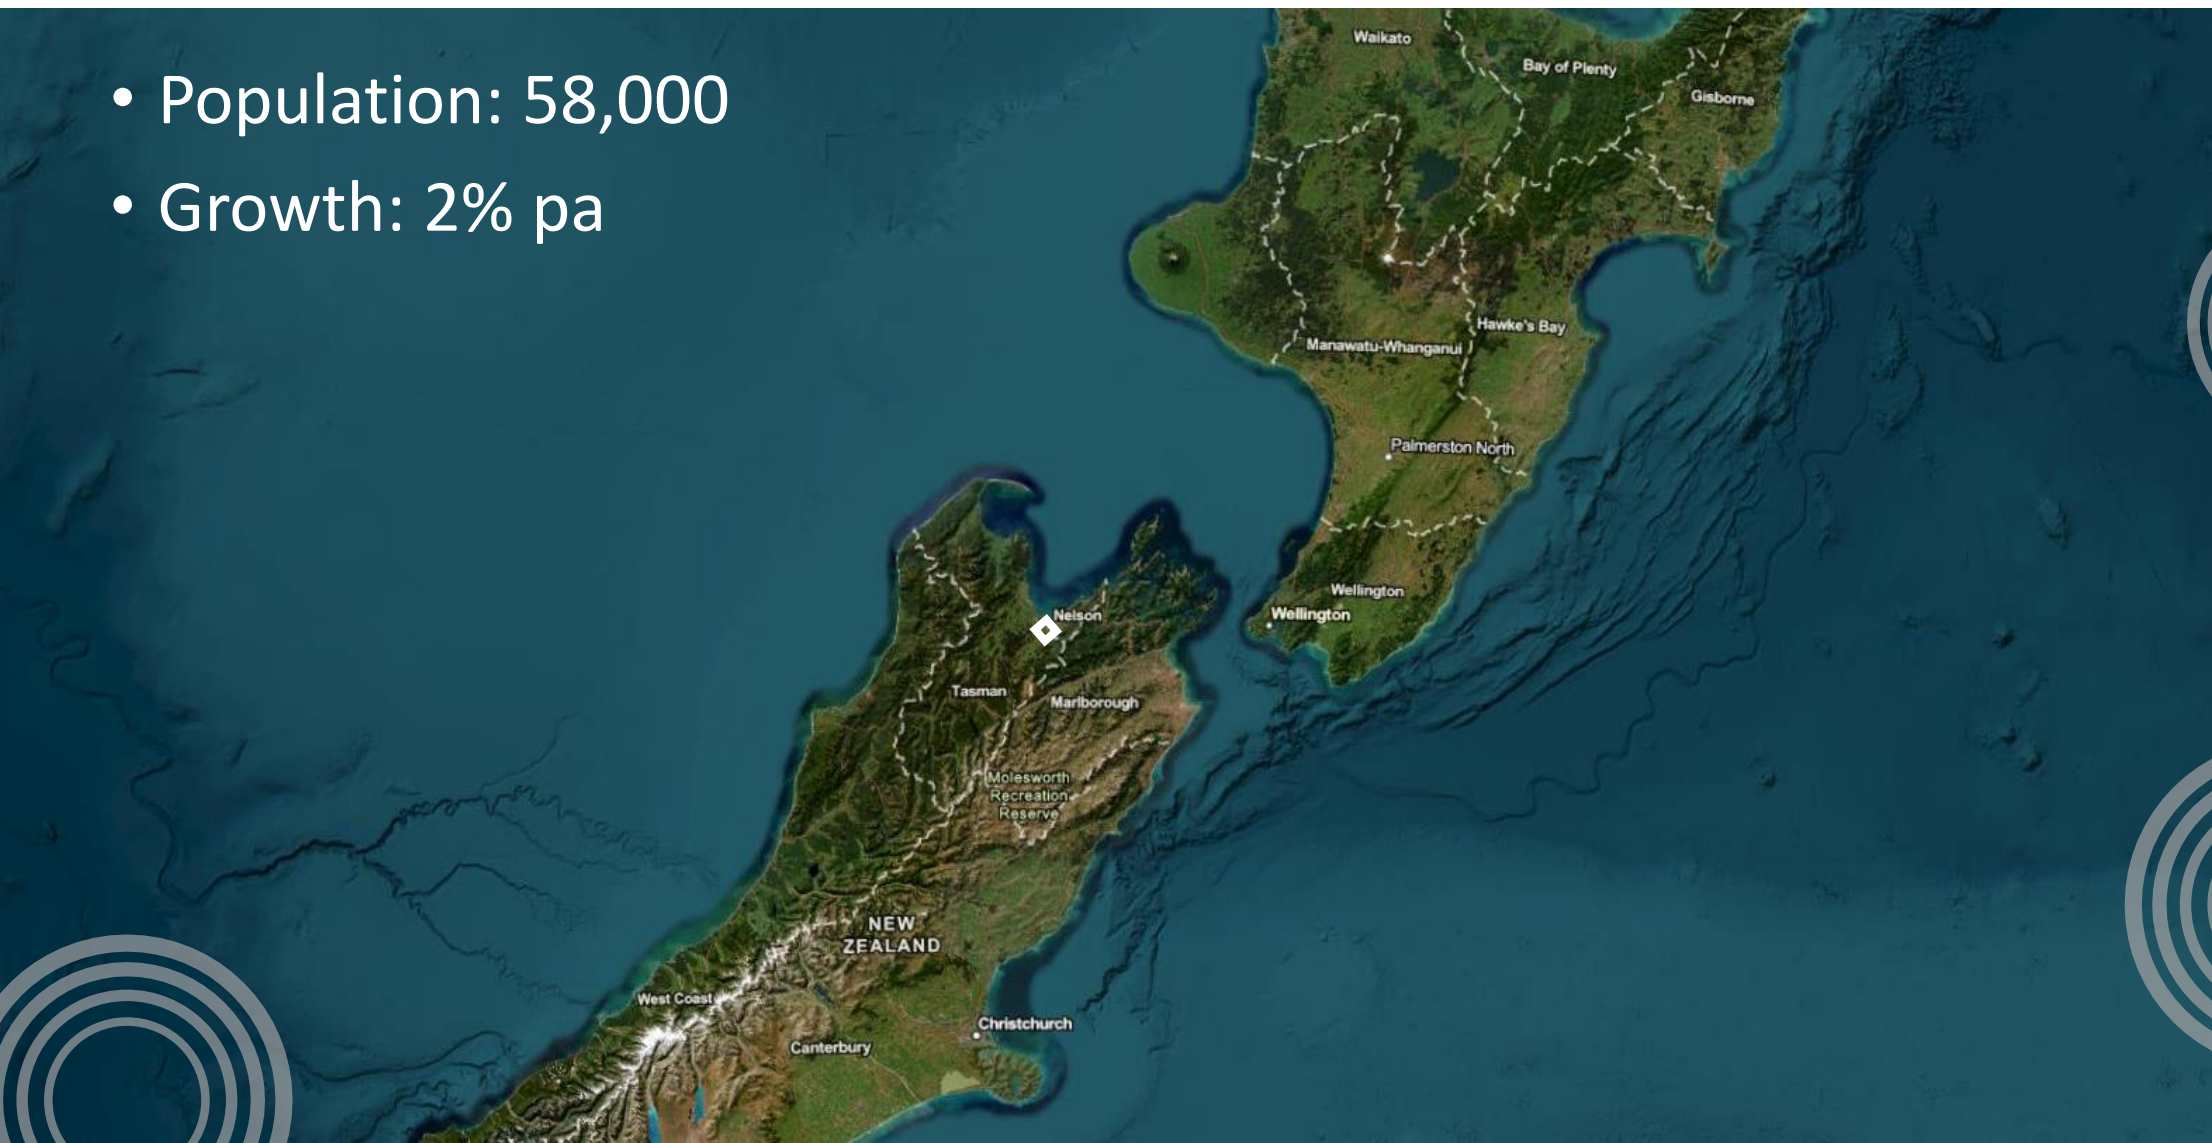 • Population: 58,000
• Growth: 2% pa
Waikato
Bay of Plenty
Gisborne
Hawke's Bay
Manawatu-Whanganui
Palmerston North
Wellington
Wellington
Nelson
Tasman
Marlborough
Molesworth
Recreation
Reserve
NEW
ZEALAND
West Coast
Christchurch
Canterbury